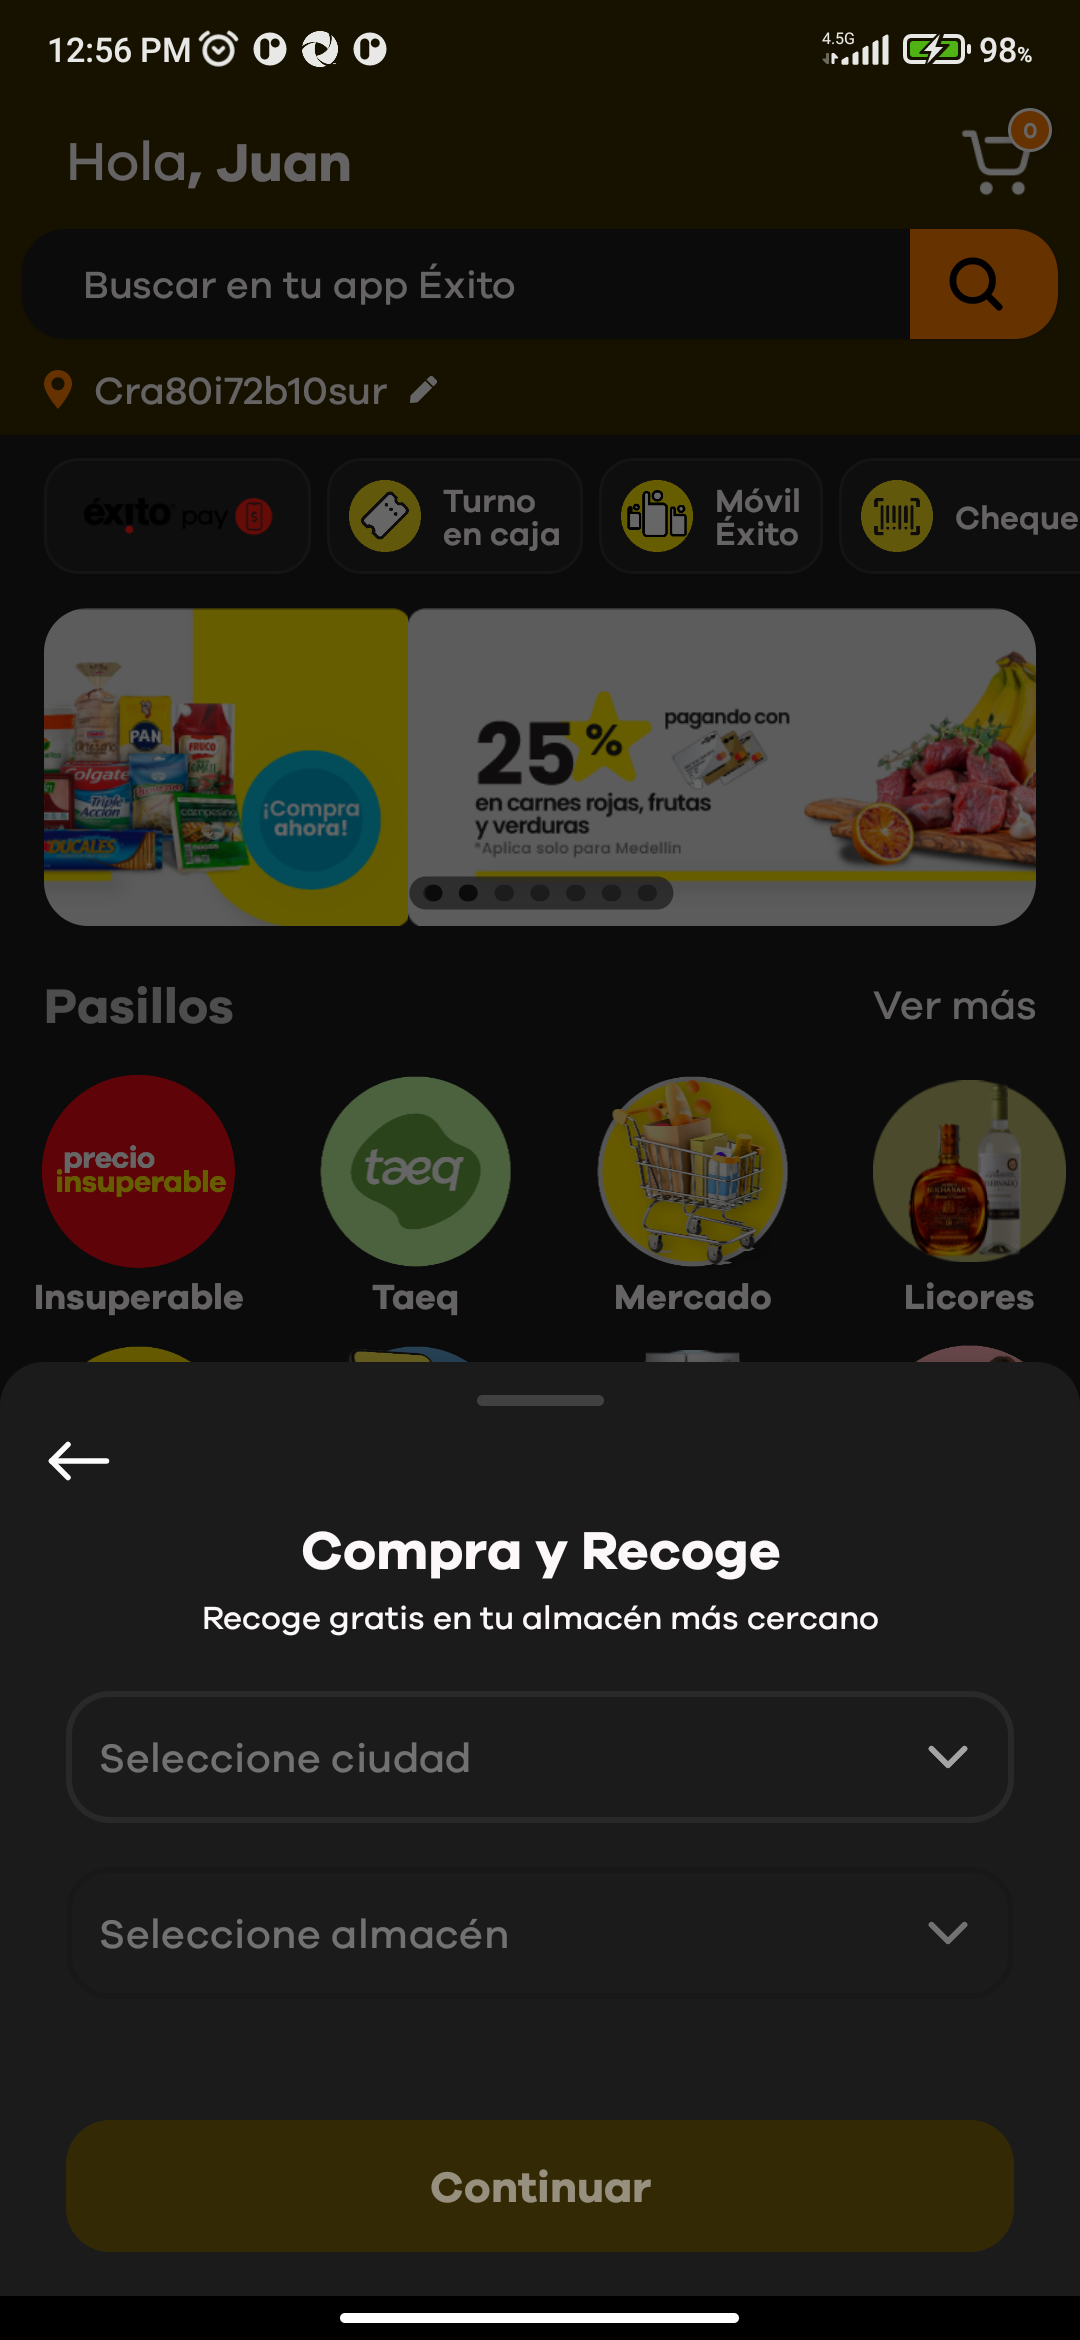 12:56 PM
4.5G
98%
Hola, Juan
0
Buscar en tu app Éxito
Cra80i72b10sur
éxito pay
Turno
en caja
Móvil
Éxito
Cheque
PAN
FRUCO
Colgate
Triple
Acción
campesina
DUCALES
¡Compra
ahora!
25%
pagando con
en carnes rojas, frutas
y verduras
*Aplica solo para Medellín
Pasillos
Ver más
precio
insuperable
taeq
Insuperable
Taeq
Mercado
Licores
Compra y Recoge
Recoge gratis en tu almacén más cercano
Seleccione ciudad
Seleccione almacén
Continuar